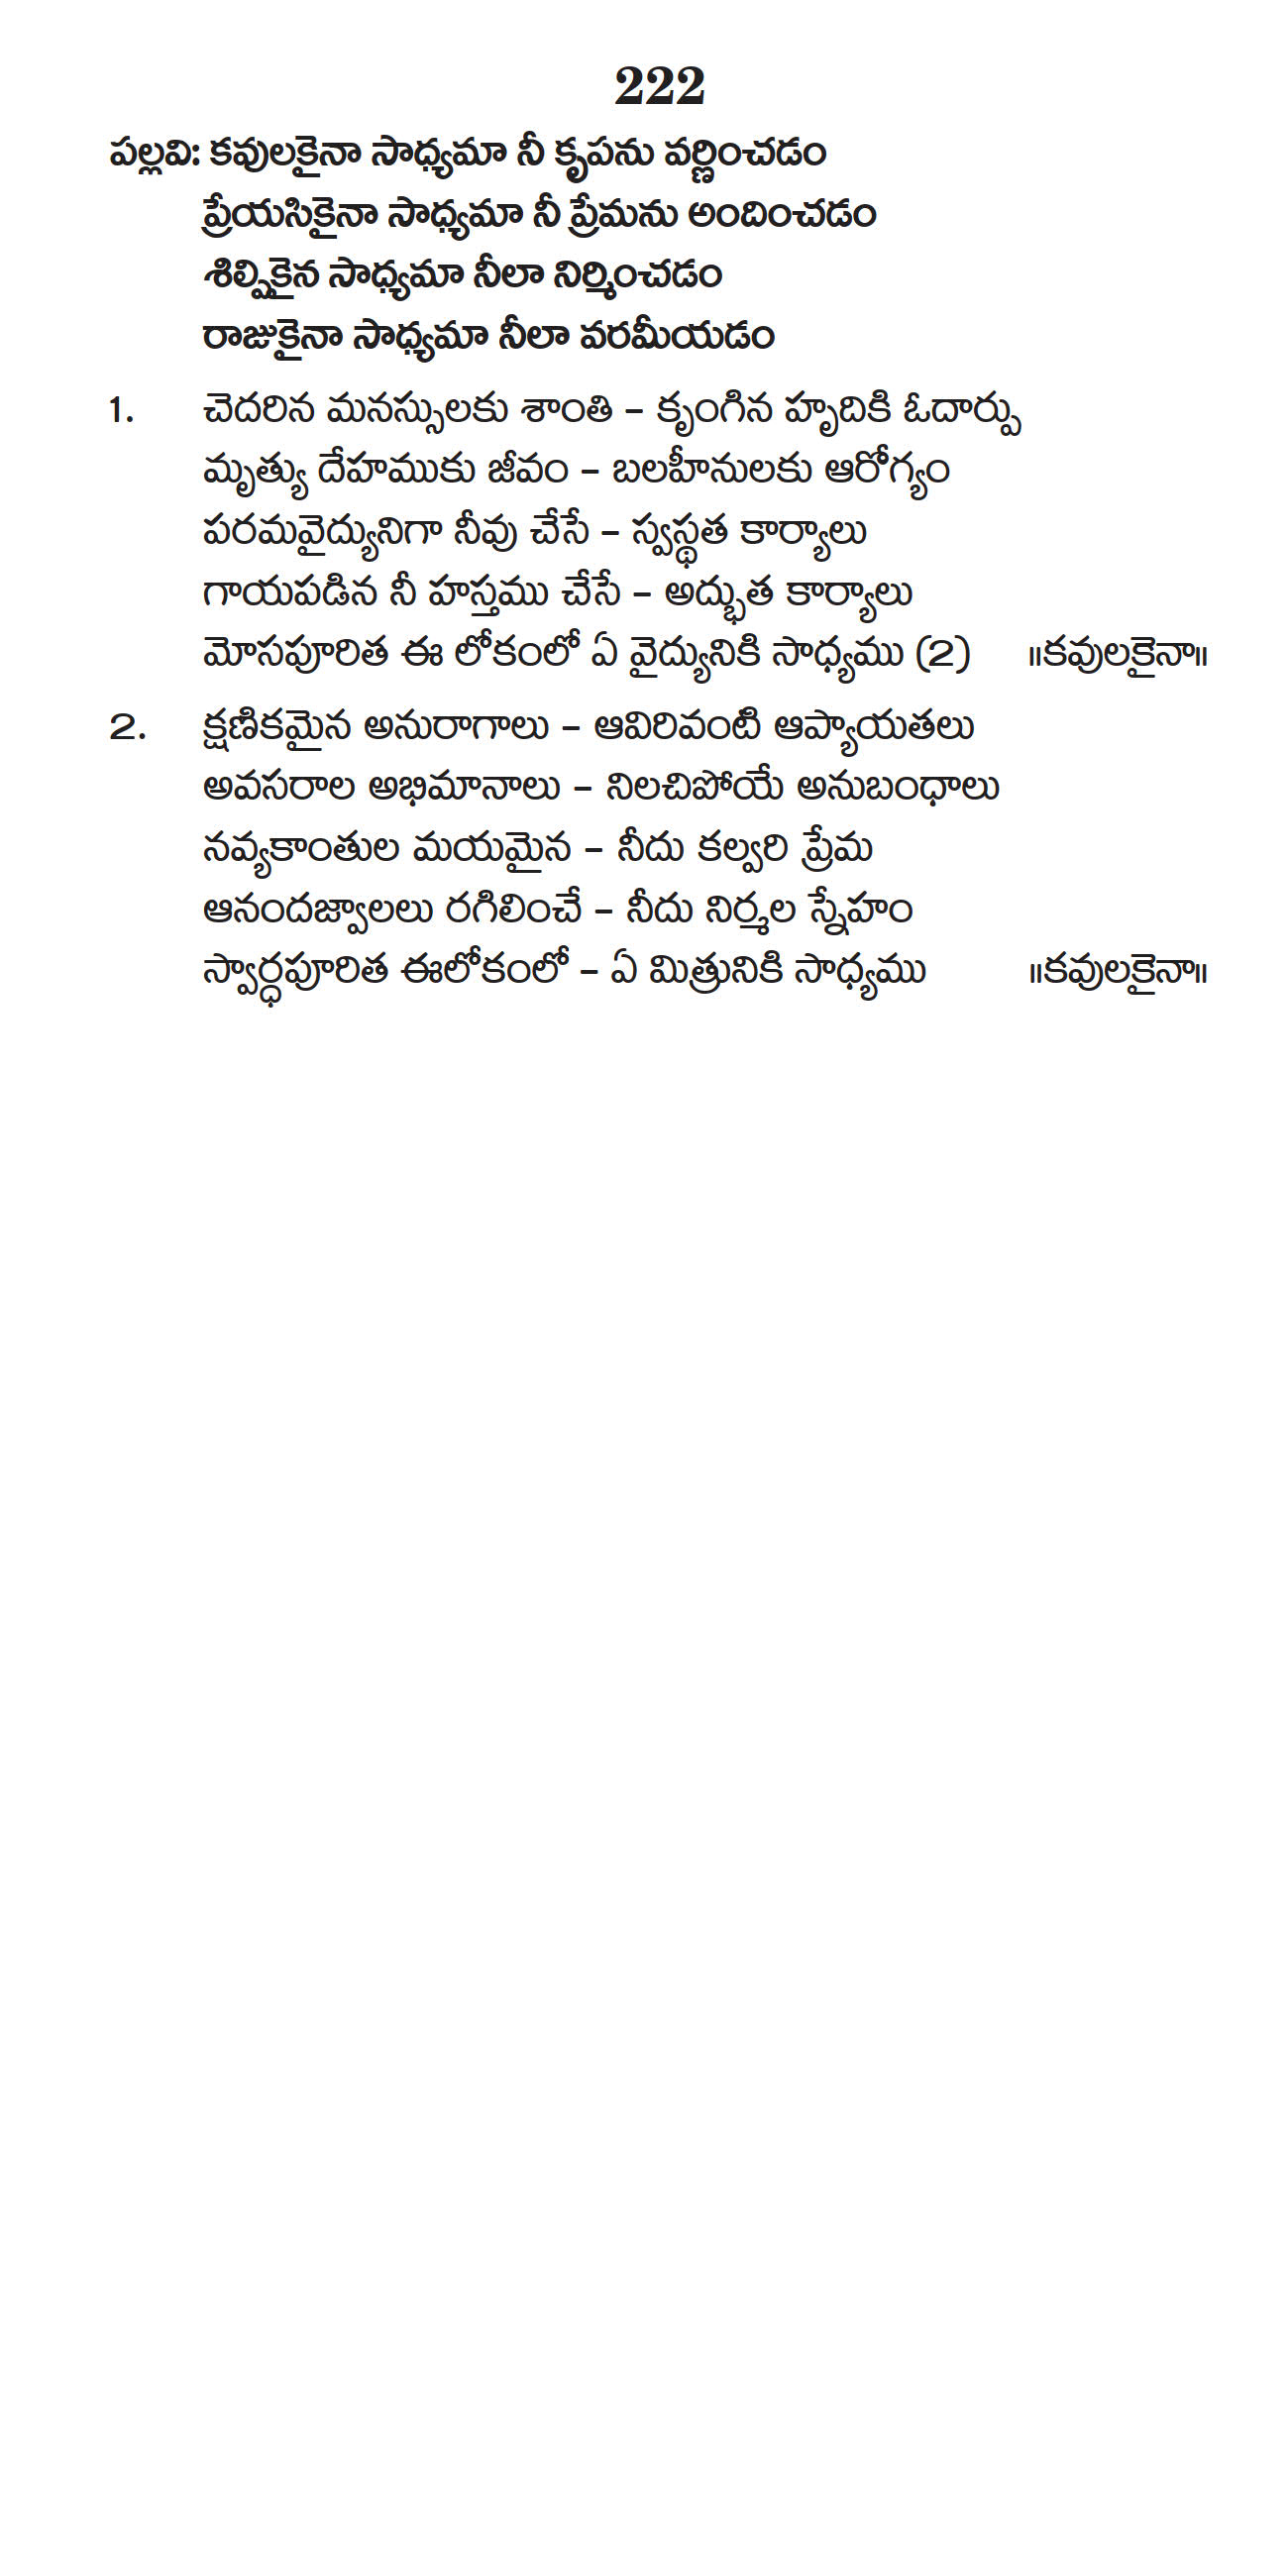 222
పల్లవి: కవులకైనా సాధ్యమా నీ కృపను వర్ణించడం
ప్రేయసికైనా సాధ్యమా నీ ప్రేమను అందించడం
శిల్పికైన సాధ్యమా నీలా నిర్మించడం
రాజుకైనా సాధ్యమా నీలా వరమీయడం
1. చెదరిన మనస్సులకు శాంతి – కృంగిన హృదికి ఓదార్పు
మృత్యు దేహముకు జీవం – బలహీనులకు ఆరోగ్యం
పరమవైద్యునిగా నీవు చేసే – స్వస్థత కార్యాలు
గాయపడిన నీ హస్తము చేసే – అద్భుత కార్యాలు
మోసపూరిత ఈ లోకంలో ఏ వైద్యునికి సాధ్యము (2) ॥కవులకైనా॥
2. క్షణికమైన అనురాగాలు – ఆవిరివంటి ఆప్యాయతలు
అవసరాల అభిమానాలు – నిలచిపోయే అనుబంధాలు
నవ్యకాంతుల మయమైన – నీదు కల్వరి ప్రేమ
ఆనందజ్వాలలు రగిలించే – నీదు నిర్మల స్నేహం
స్వార్ధపూరిత ఈలోకంలో – ఏ మిత్రునికి సాధ్యము ॥కవులకైనా॥